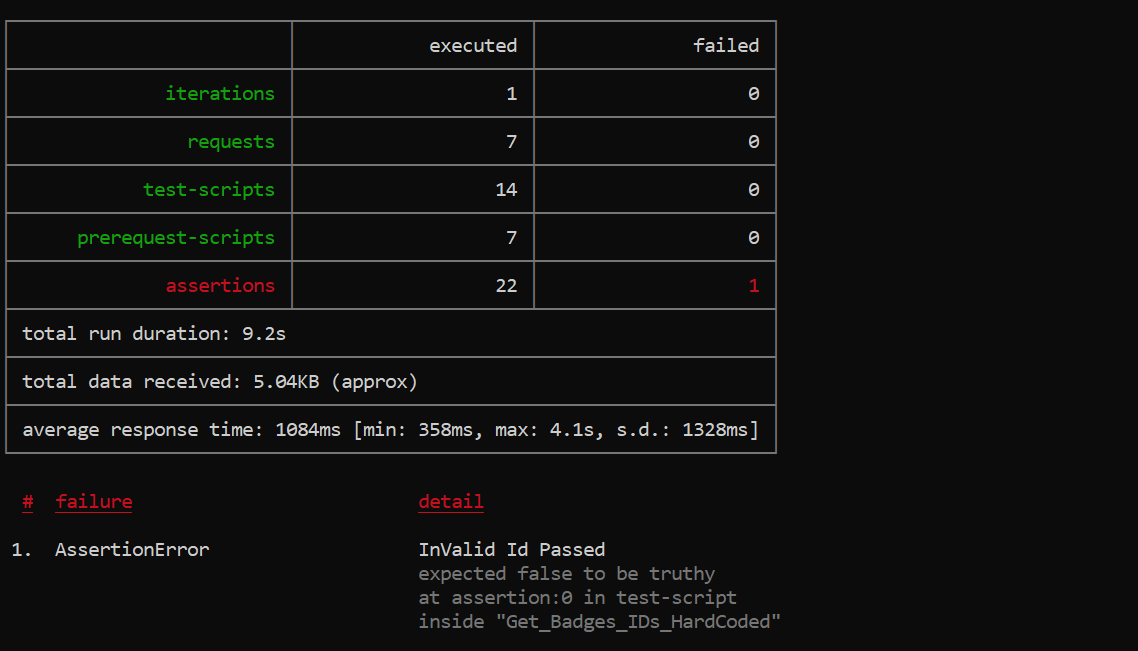 executed failed
iterations 1 0
requests 7 0
test-scripts 14 0
prerequest-scripts 7 0
assertions 22 1
total run duration: 9.2s
total data received: 5.04KB (approx)
average response time: 1084ms [min: 358ms, max: 4.1s, s.d.: 1328ms]
# failure detail
1. AssertionError InValid Id Passed
expected false to be truthy
at assertion:0 in test-script
inside "Get_Badges_IDs_HardCoded"